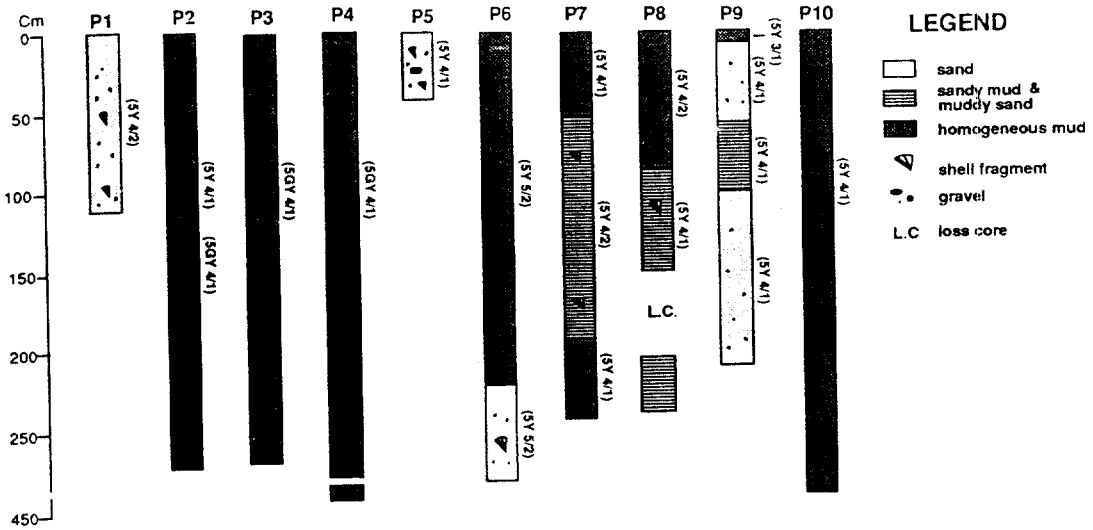 Cm
P1 P2 P3 P4 P5 P6 P7 P8 P9 P10
LEGEND
0
50
100
150
200
250
450
(5Y 4/2)
(5Y 4/1)
(5GY 4/1)
(5GY 4/1)
(5GY 4/1)
(5Y 4/1)
(5Y 5/2)
(5Y 5/2)
(5Y 4/1)
(5Y 4/2)
(5Y 4/1)
(5Y 4/2)
(5Y 4/1)
L.C.
(5Y 3/1)
(5Y 4/1)
(5Y 4/1)
(5Y 4/1)
(5Y 4/1)
sand
sandy mud &
muddy sand
homogeneous mud
shell fragment
gravel
L.C loss core